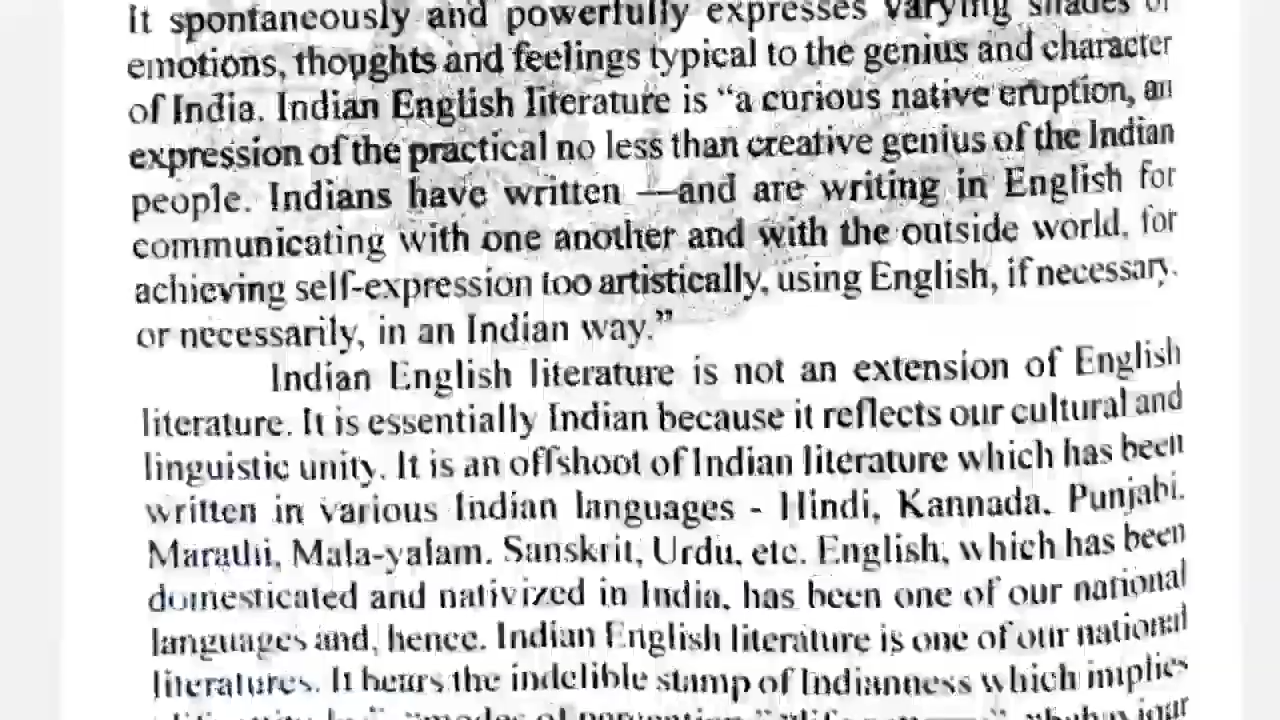 It spontaneously and powerfully expresses varying shades of
emotions, thoughts and feelings typical to the genius and character
of India. Indian English literature is “a curious native eruption, an
expression of the practical no less than creative genius of the Indian
people. Indians have written —and are writing in English for
communicating with one another and with the outside world, for
achieving self-expression too artistically, using English, if necessary,
or necessarily, in an Indian way.”
Indian English literature is not an extension of English
literature. It is essentially Indian because it reflects our cultural and
linguistic unity. It is an offshoot of Indian literature which has been
written in various Indian languages - Hindi, Kannada, Punjabi,
Marathi, Mala-yalam. Sanskrit, Urdu, etc. English, which has been
domesticated and nativized in India, has been one of our national
languages and, hence. Indian English literature is one of our national
literatures. It bears the indelible stamp of Indianness which implies
"modes of perception,"